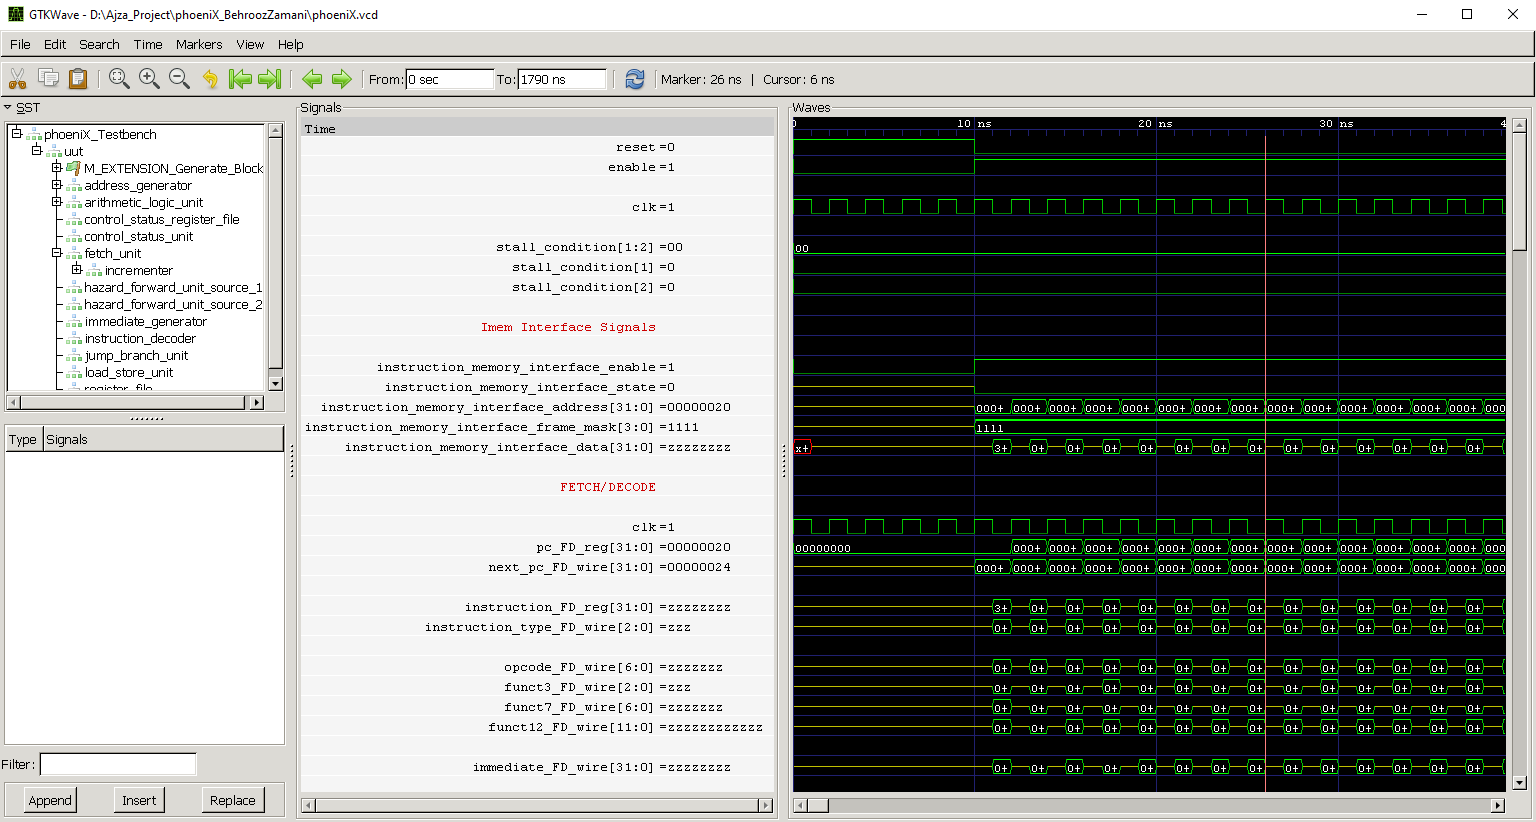 GTKWave - D:\Ajza_Project\phoeniX_BehroozZamani\phoeniX.vcd
File Edit Search Time Markers View Help
From: 0 sec To: 1790 ns Marker: 26 ns | Cursor: 6 ns
SST
phoeniX_Testbench
uut
M_EXTENSION_Generate_Block
address_generator
arithmetic_logic_unit
control_status_register_file
control_status_unit
fetch_unit
incrementer
hazard_forward_unit_source_1
hazard_forward_unit_source_2
immediate_generator
instruction_decoder
jump_branch_unit
load_store_unit
register_file
Type Signals
Filter:
Append Insert Replace
Signals
Time
reset =0
enable =1
clk =1
stall_condition[1:2] =00
stall_condition[1] =0
stall_condition[2] =0
Imem Interface Signals
instruction_memory_interface_enable =1
instruction_memory_interface_state =0
instruction_memory_interface_address[31:0] =00000020
instruction_memory_interface_frame_mask[3:0] =1111
instruction_memory_interface_data[31:0] =zzzzzzzz
FETCH/DECODE
clk =1
pc_FD_reg[31:0] =00000020
next_pc_FD_wire[31:0] =00000024
instruction_FD_reg[31:0] =zzzzzzzz
instruction_type_FD_wire[2:0] =zzz
opcode_FD_wire[6:0] =zzzzzzz
funct3_FD_wire[2:0] =zzz
funct7_FD_wire[6:0] =zzzzzzz
funct12_FD_wire[11:0] =zzzzzzzzzzzz
immediate_FD_wire[31:0] =zzzzzzzz
Waves
0 10 ns 20 ns 30 ns 4
00
000+ 000+ 000+ 000+ 000+ 000+ 000+ 000+ 000+ 000+ 000+ 000+ 000+ 000+ 000
1111
x+ 3+ 0+ 0+ 0+ 0+ 0+ 0+ 0+ 0+ 0+ 0+ 0+ 0+ 0+
00000000 000+ 000+ 000+ 000+ 000+ 000+ 000+ 000+ 000+ 000+ 000+ 000+ 000+ 000
000+ 000+ 000+ 000+ 000+ 000+ 000+ 000+ 000+ 000+ 000+ 000+ 000+ 000+ 000
3+ 0+ 0+ 0+ 0+ 0+ 0+ 0+ 0+ 0+ 0+ 0+ 0+ 0+
0+ 0+ 0+ 0+ 0+ 0+ 0+ 0+ 0+ 0+ 0+ 0+ 0+ 0+
0+ 0+ 0+ 0+ 0+ 0+ 0+ 0+ 0+ 0+ 0+ 0+ 0+ 0+
0+ 0+ 0+ 0+ 0+ 0+ 0+ 0+ 0+ 0+ 0+ 0+ 0+ 0+
0+ 0+ 0+ 0+ 0+ 0+ 0+ 0+ 0+ 0+ 0+ 0+ 0+ 0+
0+ 0+ 0+ 0+ 0+ 0+ 0+ 0+ 0+ 0+ 0+ 0+ 0+ 0+
0+ 0+ 0+ 0+ 0+ 0+ 0+ 0+ 0+ 0+ 0+ 0+ 0+ 0+